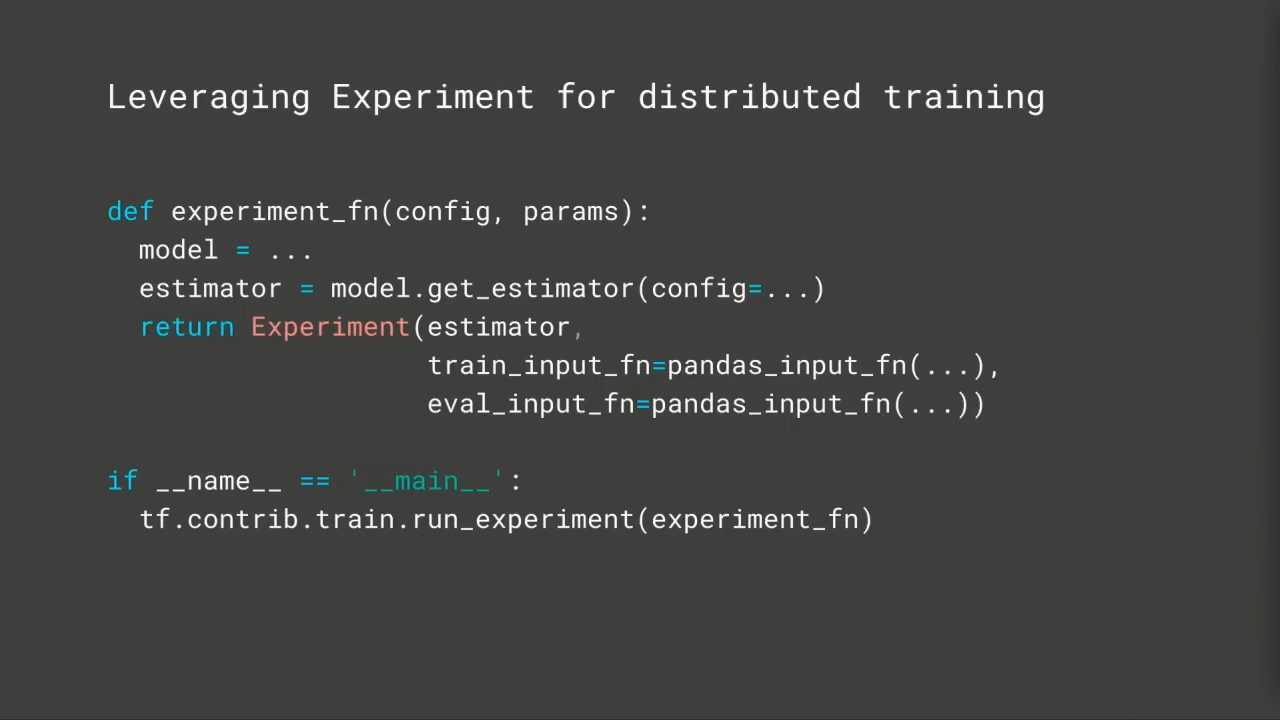 Leveraging Experiment for distributed training
def experiment_fn(config, params):
  model = ...
  estimator = model.get_estimator(config=...)
  return Experiment(estimator,
                    train_input_fn=pandas_input_fn(...),
                    eval_input_fn=pandas_input_fn(...))
if __name__ == '__main__':
  tf.contrib.train.run_experiment(experiment_fn)